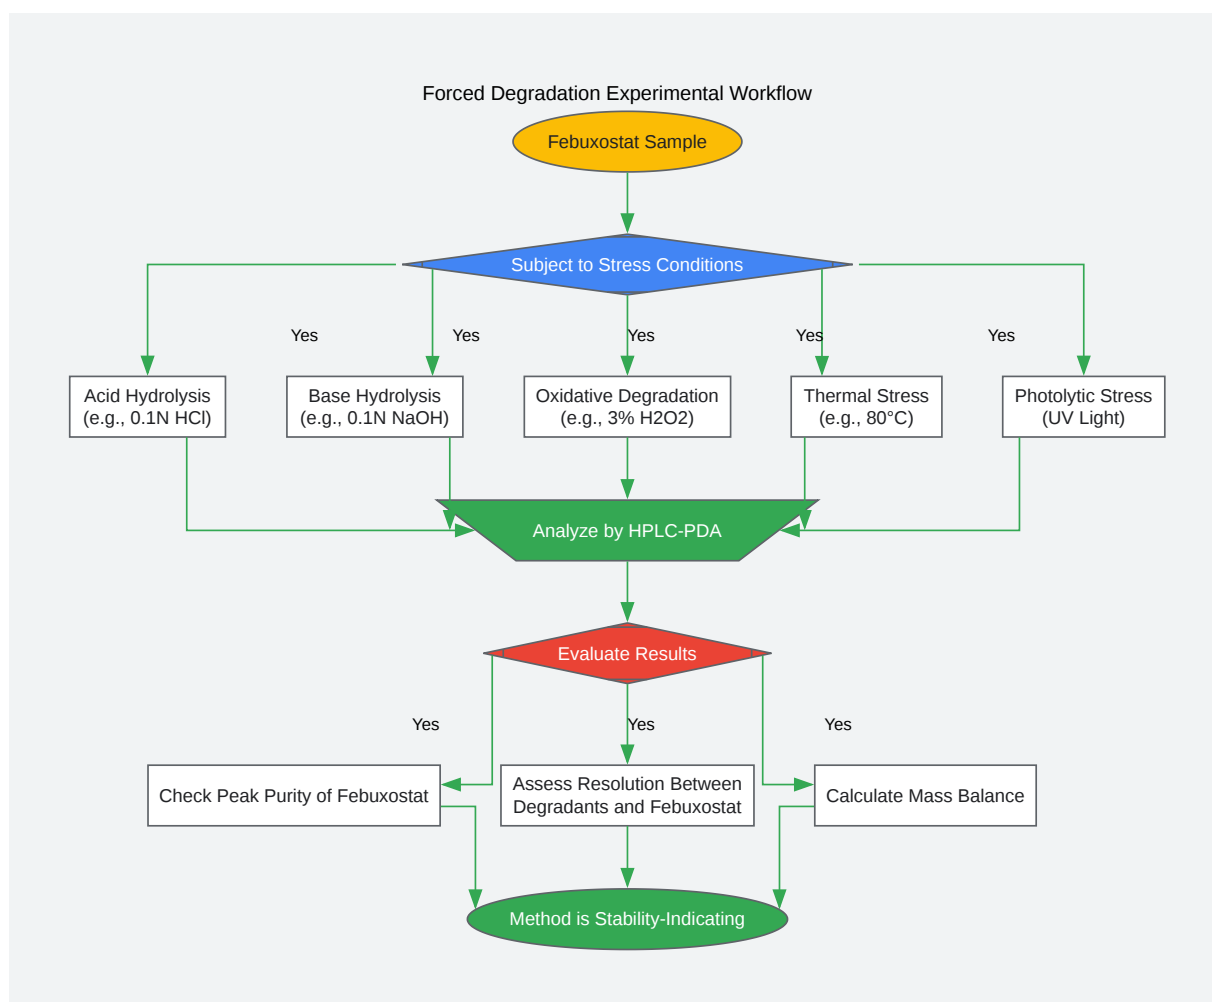 Forced Degradation Experimental Workflow
Febuxostat Sample
Subject to Stress Conditions
Yes
Yes
Yes
Yes
Yes
Acid Hydrolysis
(e.g., 0.1N HCl)
Base Hydrolysis
(e.g., 0.1N NaOH)
Oxidative Degradation
(e.g., 3% H2O2)
Thermal Stress
(e.g., 80°C)
Photolytic Stress
(UV Light)
Analyze by HPLC-PDA
Evaluate Results
Yes
Yes
Yes
Check Peak Purity of Febuxostat
Assess Resolution Between
Degradants and Febuxostat
Calculate Mass Balance
Method is Stability-Indicating